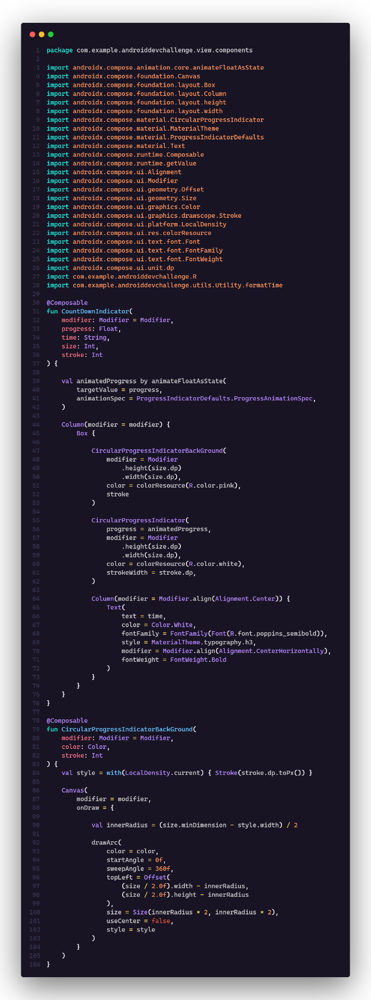 1 package com.example.androiddevchallenge.view.components
2
3 import androidx.compose.animation.core.animateFloatAsState
4 import androidx.compose.foundation.Canvas
5 import androidx.compose.foundation.layout.Box
6 import androidx.compose.foundation.layout.Column
7 import androidx.compose.foundation.layout.height
8 import androidx.compose.foundation.layout.width
9 import androidx.compose.material.CircularProgressIndicator
10 import androidx.compose.material.MaterialTheme
11 import androidx.compose.material.ProgressIndicatorDefaults
12 import androidx.compose.material.Text
13 import androidx.compose.runtime.Composable
14 import androidx.compose.runtime.getValue
15 import androidx.compose.ui.Alignment
16 import androidx.compose.ui.Modifier
17 import androidx.compose.ui.geometry.Offset
18 import androidx.compose.ui.geometry.Size
19 import androidx.compose.ui.graphics.Color
20 import androidx.compose.ui.graphics.drawscope.Stroke
21 import androidx.compose.ui.platform.LocalDensity
22 import androidx.compose.ui.res.colorResource
23 import androidx.compose.ui.text.font.Font
24 import androidx.compose.ui.text.font.FontFamily
25 import androidx.compose.ui.text.font.FontWeight
26 import androidx.compose.ui.unit.dp
27 import com.example.androiddevchallenge.R
28 import com.example.androiddevchallenge.utils.Utility.formatTime
29
30 @Composable
31 fun CountDownIndicator(
32     modifier: Modifier = Modifier,
33     progress: Float,
34     time: String,
35     size: Int,
36     stroke: Int
37 ) {
38
39     val animatedProgress by animateFloatAsState(
40         targetValue = progress,
41         animationSpec = ProgressIndicatorDefaults.ProgressAnimationSpec,
42     )
43
44     Column(modifier = modifier) {
45         Box {
46
47             CircularProgressIndicatorBackGround(
48                 modifier = Modifier
49                     .height(size.dp)
50                     .width(size.dp),
51                 color = colorResource(R.color.pink),
52                 stroke
53             )
54
55             CircularProgressIndicator(
56                 progress = animatedProgress,
57                 modifier = Modifier
58                     .height(size.dp)
59                     .width(size.dp),
60                 color = colorResource(R.color.white),
61                 strokeWidth = stroke.dp,
62             )
63
64             Column(modifier = Modifier.align(Alignment.Center)) {
65                 Text(
66                     text = time,
67                     color = Color.White,
68                     fontFamily = FontFamily(Font(R.font.poppins_semibold)),
69                     style = MaterialTheme.typography.h3,
70                     modifier = Modifier.align(Alignment.CenterHorizontally),
71                     fontWeight = FontWeight.Bold
72                 )
73             }
74         }
75     }
76 }
77
78 @Composable
79 fun CircularProgressIndicatorBackGround(
80     modifier: Modifier = Modifier,
81     color: Color,
82     stroke: Int
83 ) {
84     val style = with(LocalDensity.current) { Stroke(stroke.dp.toPx()) }
85
86     Canvas(
87         modifier = modifier,
88         onDraw = {
89
90             val innerRadius = (size.minDimension - style.width) / 2
91
92             drawArc(
93                 color = color,
94                 startAngle = 0f,
95                 sweepAngle = 360f,
96                 topLeft = Offset(
97                     (size / 2.0f).width - innerRadius,
98                     (size / 2.0f).height - innerRadius
99                 ),
100                 size = Size(innerRadius * 2, innerRadius * 2),
101                 useCenter = false,
102                 style = style
103             )
104         }
105     )
106 }